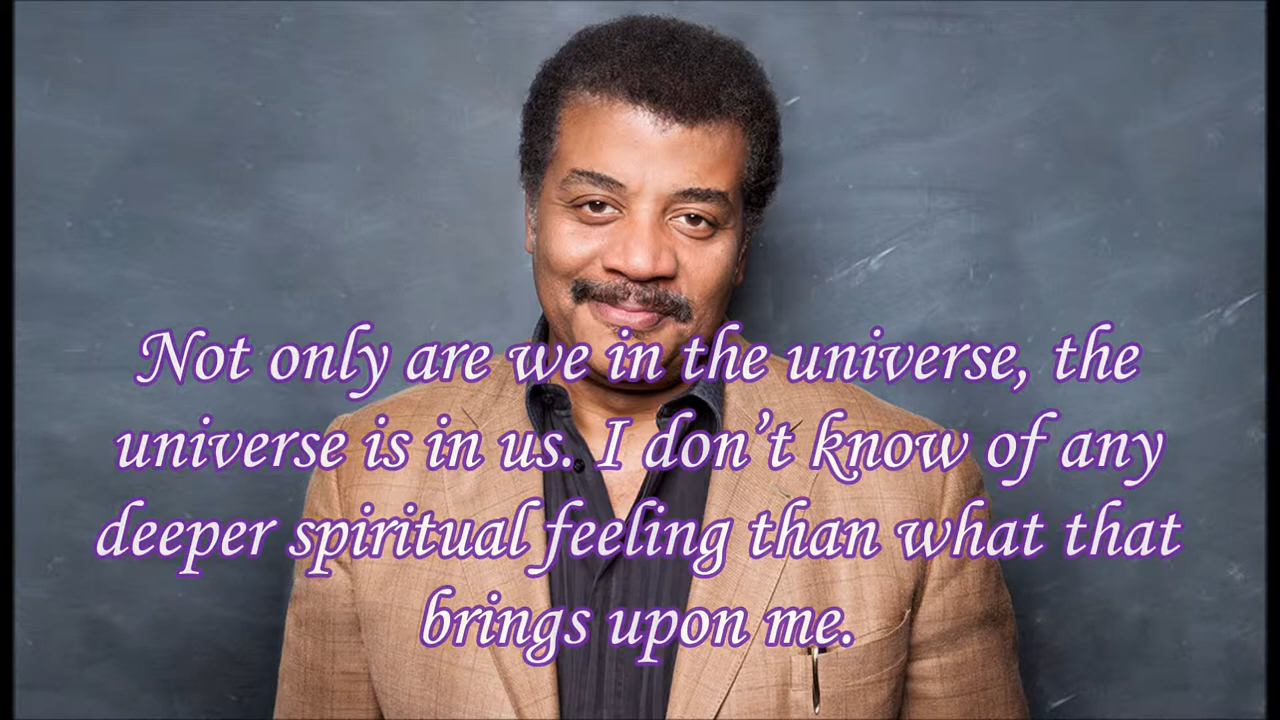 Not only are we in the universe, the
universe is in us. I don’t know of any
deeper spiritual feeling than what that
brings upon me.